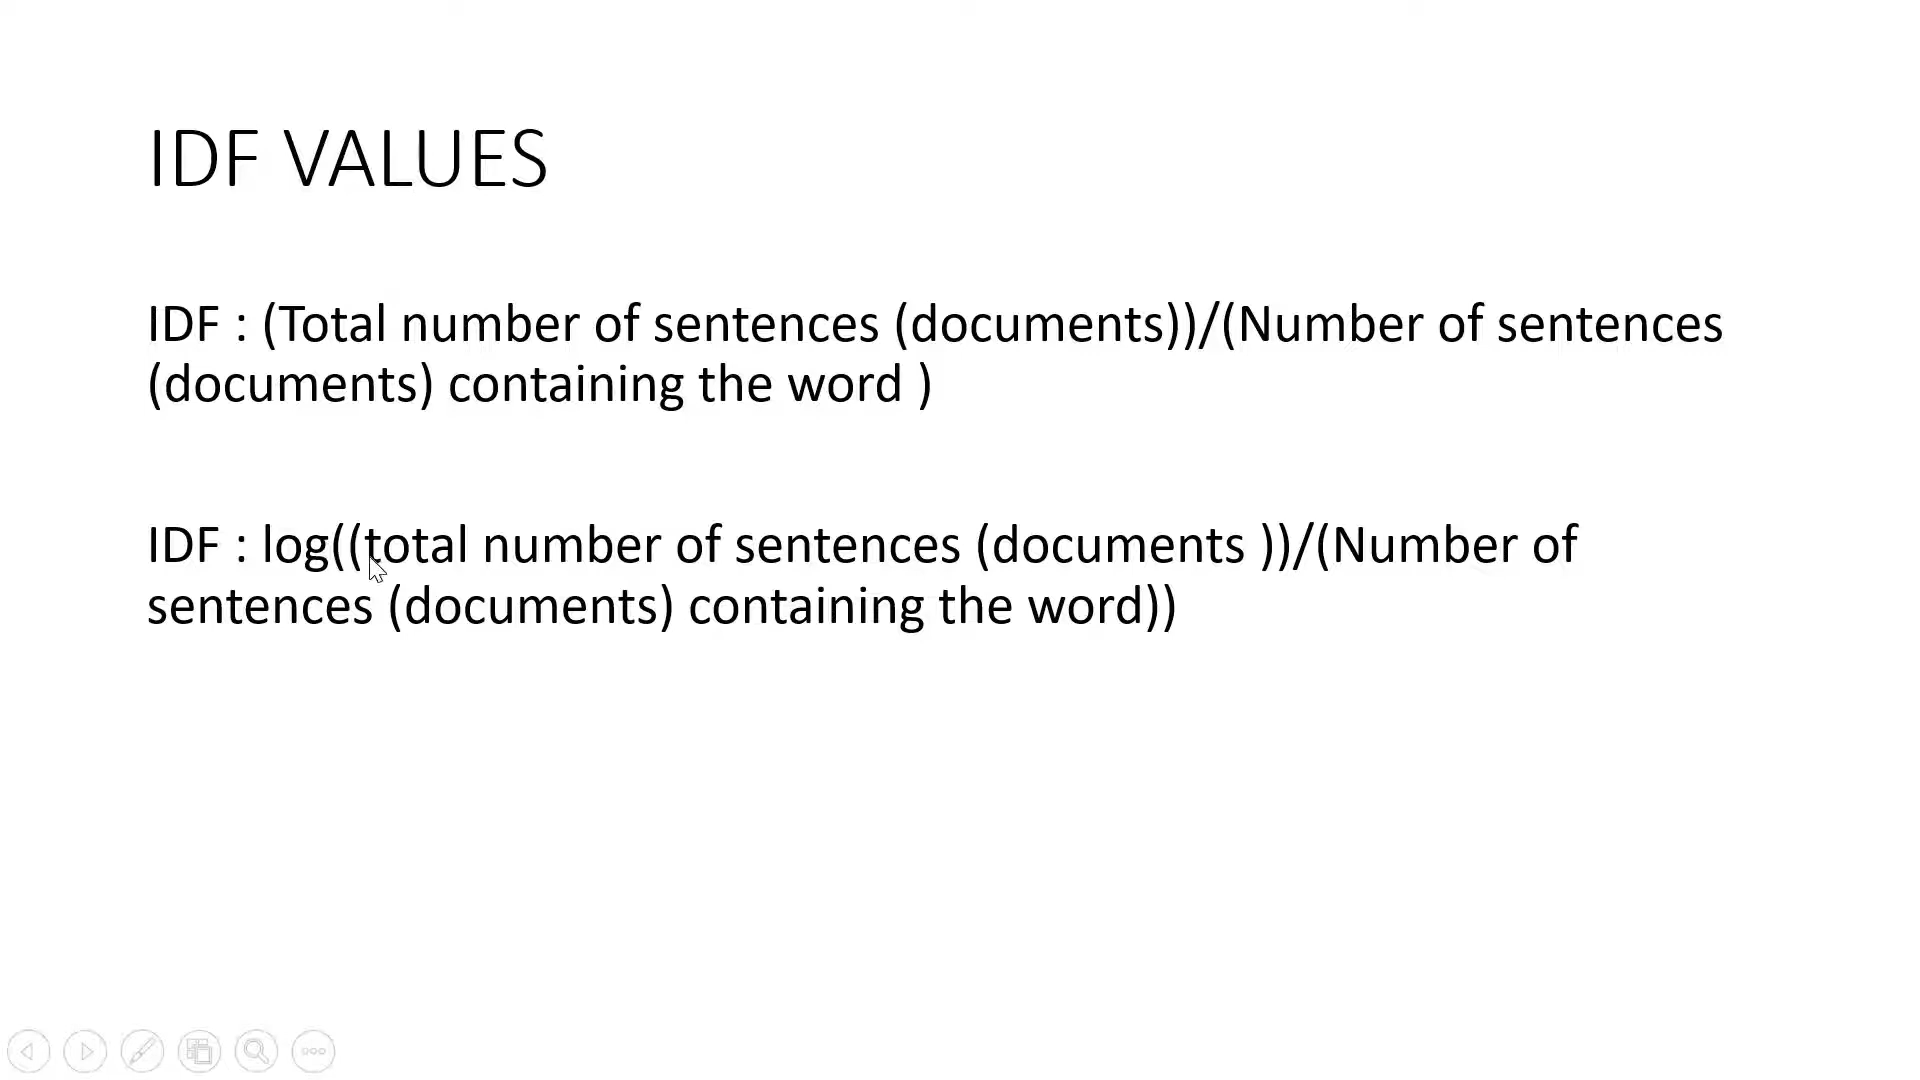 IDF VALUES
IDF : (Total number of sentences (documents))/(Number of sentences
(documents) containing the word )
IDF : log((total number of sentences (documents ))/(Number of
sentences (documents) containing the word))